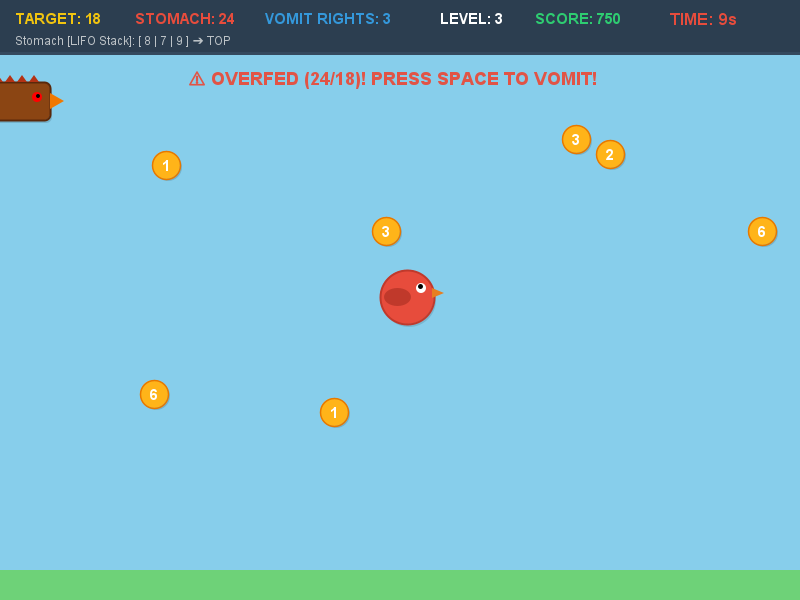 TARGET: 18 STOMACH: 24 VOMIT RIGHTS: 3 LEVEL: 3 SCORE: 750 TIME: 9s
Stomach [LIFO Stack]: [ 8 | 7 | 9 ] ➔ TOP
⚠ OVERFED (24/18)! PRESS SPACE TO VOMIT!
3
2
1
3
6
6
1